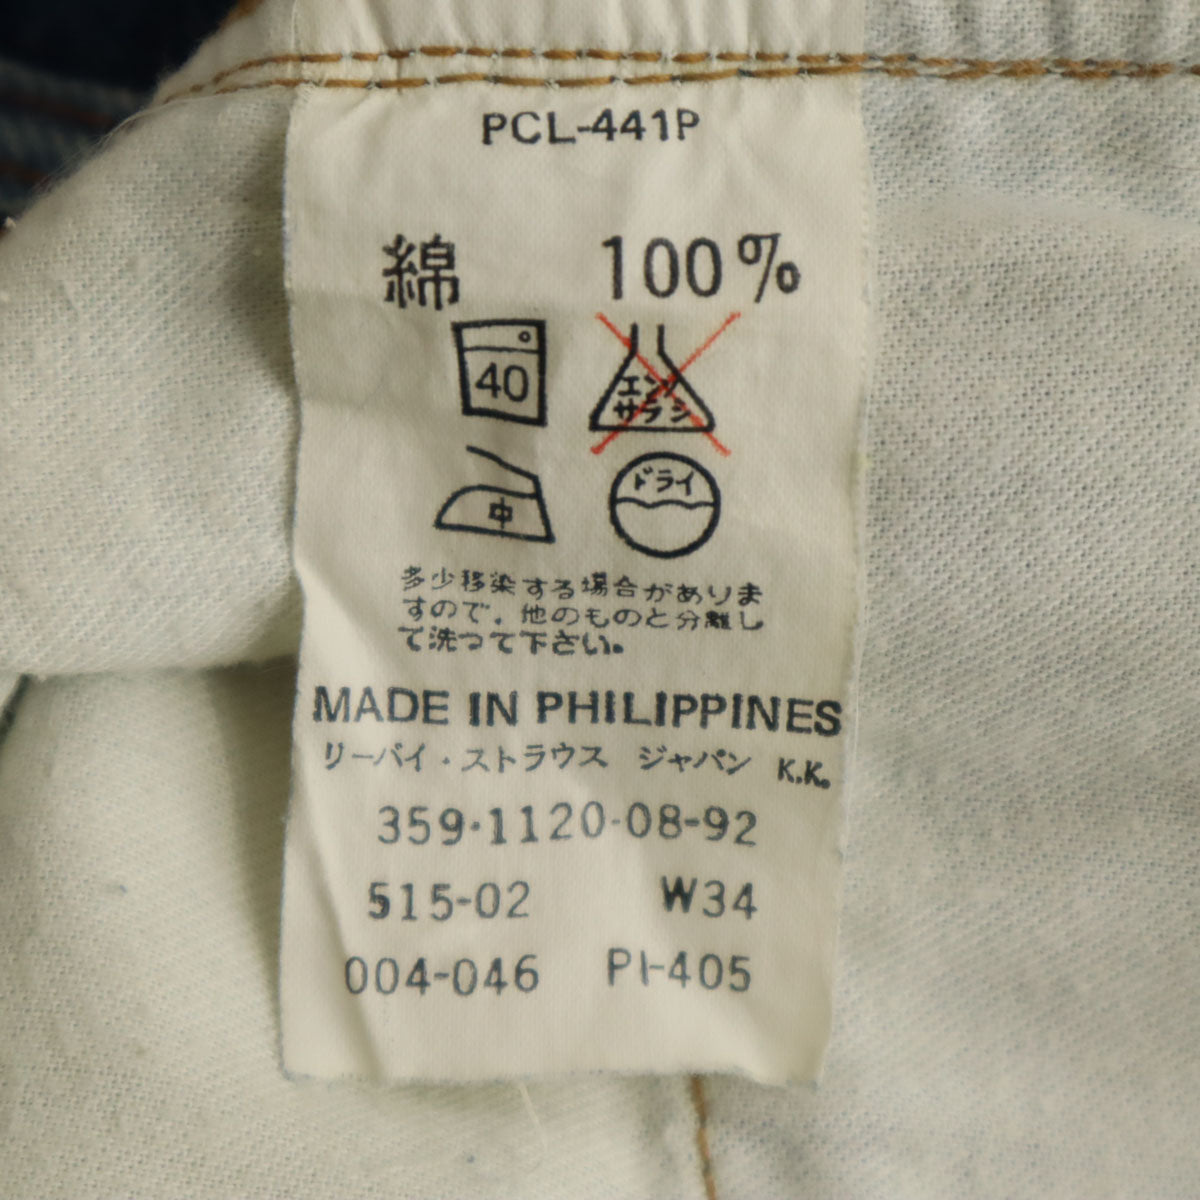 PCL-441P
綿 100%
40
エンソ
サラシ
中
ドライ
多少移染する場合がありま
すので、他のものと分離し
て洗つて下さい。
MADE IN PHILIPPINES
リーバイ・ストラウス ジャパン K.K.
359-1120-08-92
515-02 W34
004-046 PI-405